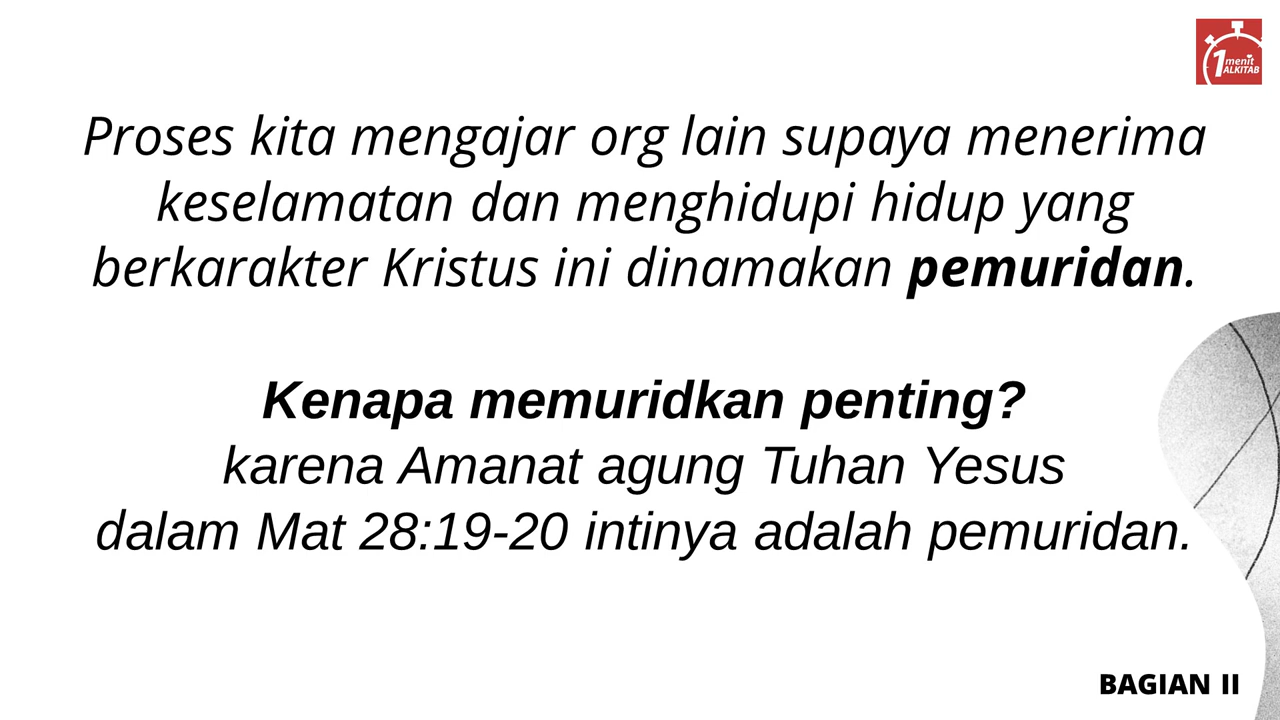 1 menit
ALKITAB
Proses kita mengajar org lain supaya menerima
keselamatan dan menghidupi hidup yang
berkarakter Kristus ini dinamakan pemuridan.
Kenapa memuridkan penting?
karena Amanat agung Tuhan Yesus
dalam Mat 28:19-20 intinya adalah pemuridan.
BAGIAN II